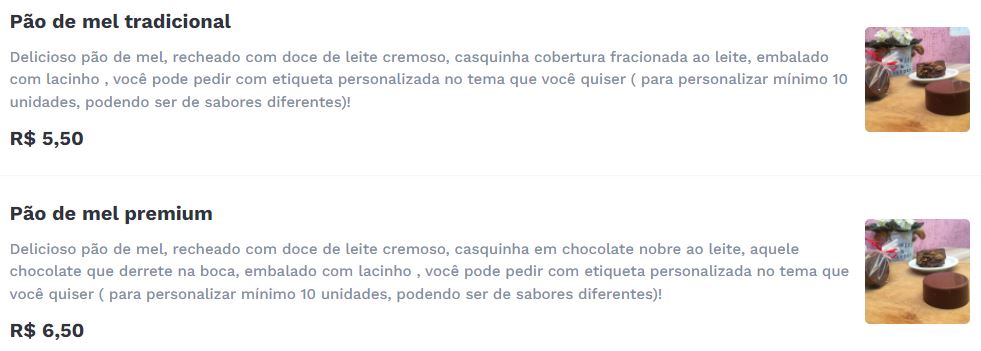 Pão de mel tradicional
Delicioso pão de mel, recheado com doce de leite cremoso, casquinha cobertura fracionada ao leite, embalado
com lacinho , você pode pedir com etiqueta personalizada no tema que você quiser ( para personalizar mínimo 10
unidades, podendo ser de sabores diferentes)!
R$ 5,50
Pão de mel premium
Delicioso pão de mel, recheado com doce de leite cremoso, casquinha em chocolate nobre ao leite, aquele
chocolate que derrete na boca, embalado com lacinho , você pode pedir com etiqueta personalizada no tema que
você quiser ( para personalizar mínimo 10 unidades, podendo ser de sabores diferentes)!
R$ 6,50